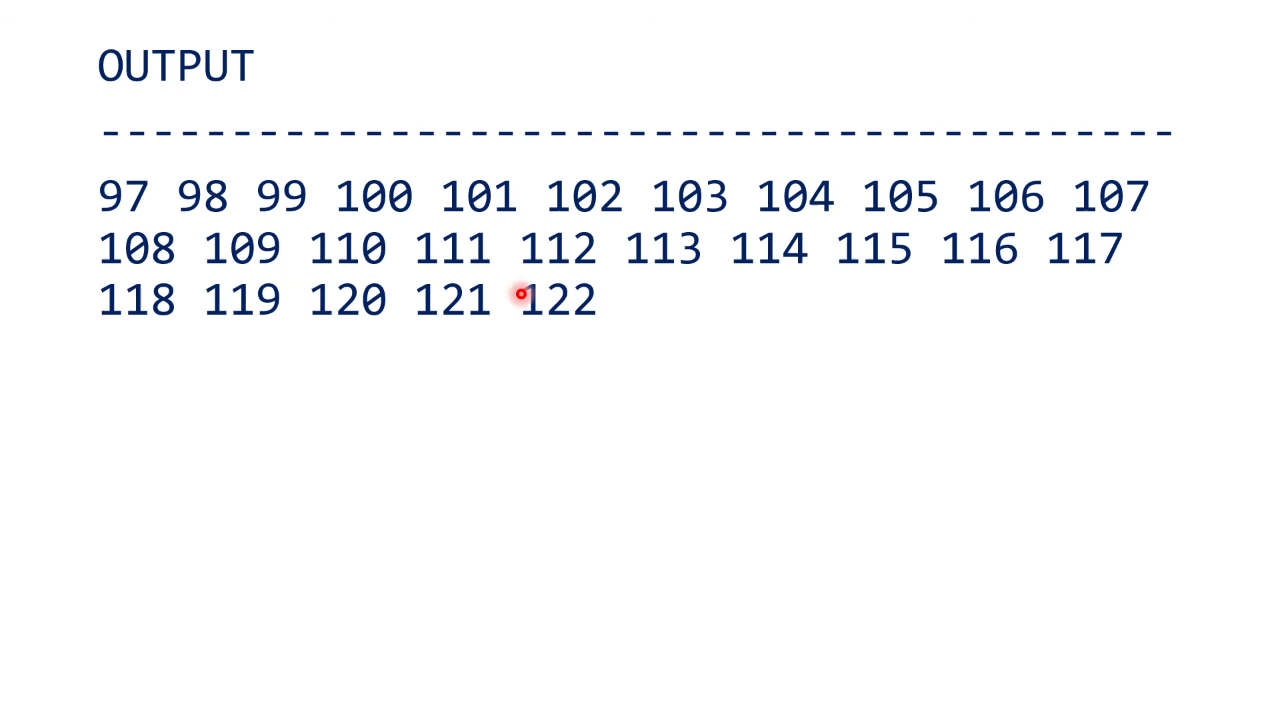 OUTPUT
-----------------------------------------
97 98 99 100 101 102 103 104 105 106 107
108 109 110 111 112 113 114 115 116 117
118 119 120 121 122